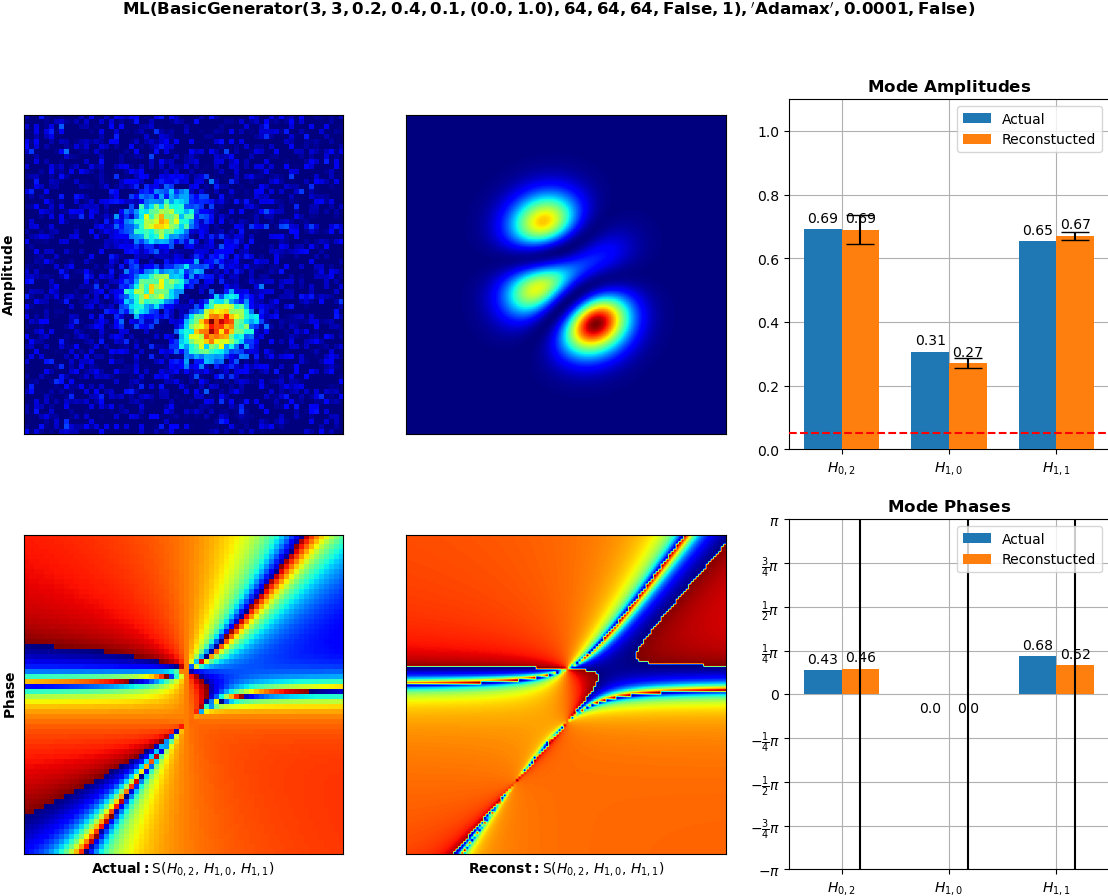 ML(BasicGenerator(3, 3, 0.2, 0.4, 0.1, (0.0, 1.0), 64, 64, 64, False, 1), 'Adamax', 0.0001, False)
Amplitude
Mode Amplitudes
Actual
Reconstucted
1.0
0.8
0.6
0.4
0.2
0.0
0.69
0.69
0.31
0.27
0.65
0.67
H0,2
H1,0
H1,1
Phase
Actual: S(H0,2, H1,0, H1,1)
Reconst: S(H0,2, H1,0, H1,1)
Mode Phases
Actual
Reconstucted
π
3/4π
1/2π
1/4π
0
−1/4π
−1/2π
−3/4π
−π
0.43
0.46
0.0
0.0
0.68
0.52
H0,2
H1,0
H1,1